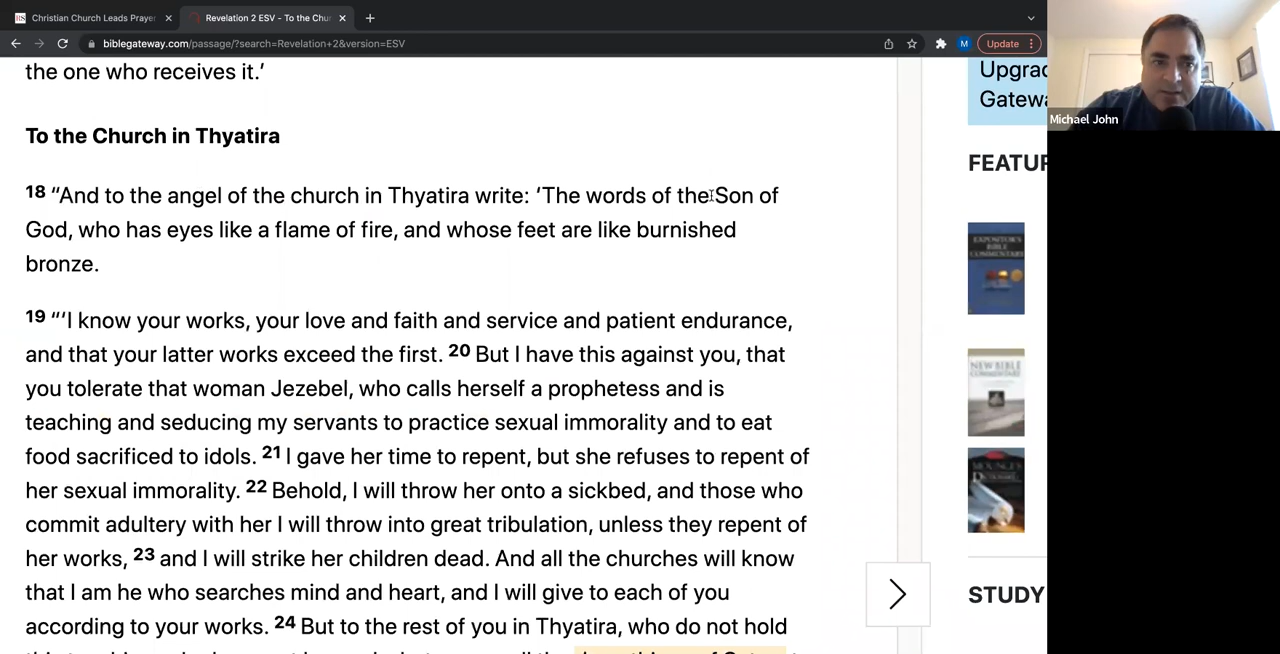 Christian Church Leads Prayer
Revelation 2 ESV - To the Chur
biblegateway.com/passage/?search=Revelation+2&version=ESV
M
Update
the one who receives it.’
To the Church in Thyatira
18 “And to the angel of the church in Thyatira write: ‘The words of the Son of
God, who has eyes like a flame of fire, and whose feet are like burnished
bronze.
19 “‘I know your works, your love and faith and service and patient endurance,
and that your latter works exceed the first. 20 But I have this against you, that
you tolerate that woman Jezebel, who calls herself a prophetess and is
teaching and seducing my servants to practice sexual immorality and to eat
food sacrificed to idols. 21 I gave her time to repent, but she refuses to repent of
her sexual immorality. 22 Behold, I will throw her onto a sickbed, and those who
commit adultery with her I will throw into great tribulation, unless they repent of
her works, 23 and I will strike her children dead. And all the churches will know
that I am he who searches mind and heart, and I will give to each of you
according to your works. 24 But to the rest of you in Thyatira, who do not hold
Upgrad
Gatew
FEATU
EXPOSITOR'S
BIBLE
COMMENTARY
NEW BIBLE
COMMENTARY
STUDY
Michael John